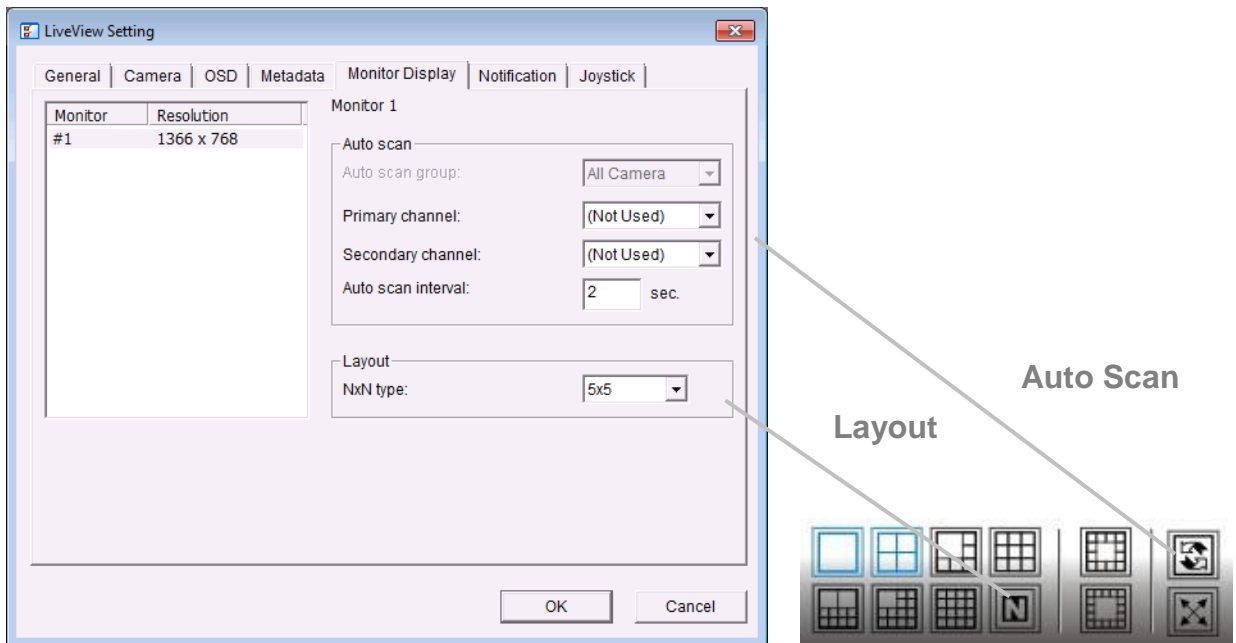 LiveView Setting
General Camera OSD Metadata Monitor Display Notification Joystick
Monitor Resolution
#1 1366 x 768
Monitor 1
Auto scan
Auto scan group: All Camera
Primary channel: (Not Used)
Secondary channel: (Not Used)
Auto scan interval: 2 sec.
Layout
NxN type: 5x5
OK Cancel
Auto Scan
Layout
N